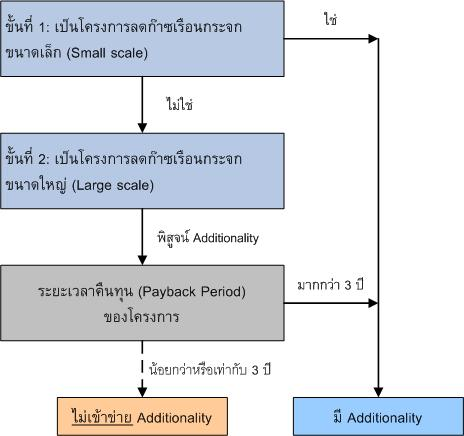 ขั้นที่ 1: เป็นโครงการลดก๊าซเรือนกระจก
ขนาดเล็ก (Small scale)
ใช่
ไม่ใช่
ขั้นที่ 2: เป็นโครงการลดก๊าซเรือนกระจก
ขนาดใหญ่ (Large scale)
พิสูจน์ Additionality
ระยะเวลาคืนทุน (Payback Period)
ของโครงการ
มากกว่า 3 ปี
น้อยกว่าหรือเท่ากับ 3 ปี
ไม่เข้าข่าย Additionality
มี Additionality